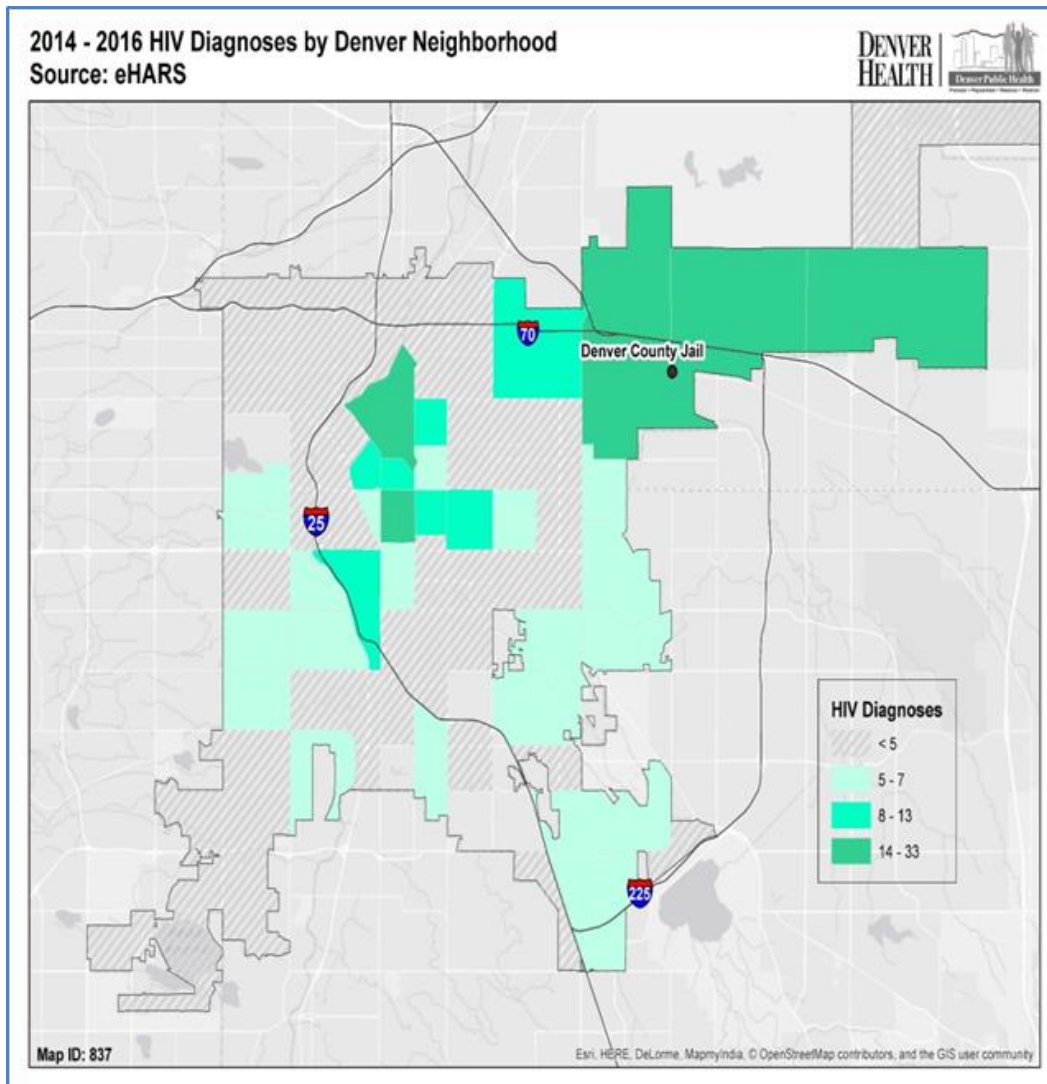 2014 - 2016 HIV Diagnoses by Denver Neighborhood
Source: eHARS
DENVER
HEALTH
Denver Public Health
70
Denver County Jail
25
HIV Diagnoses
< 5
5 - 7
8 - 13
14 - 33
225
Map ID: 837
Esri, HERE, DeLorme, MapmyIndia, © OpenStreetMap contributors, and the GIS user community